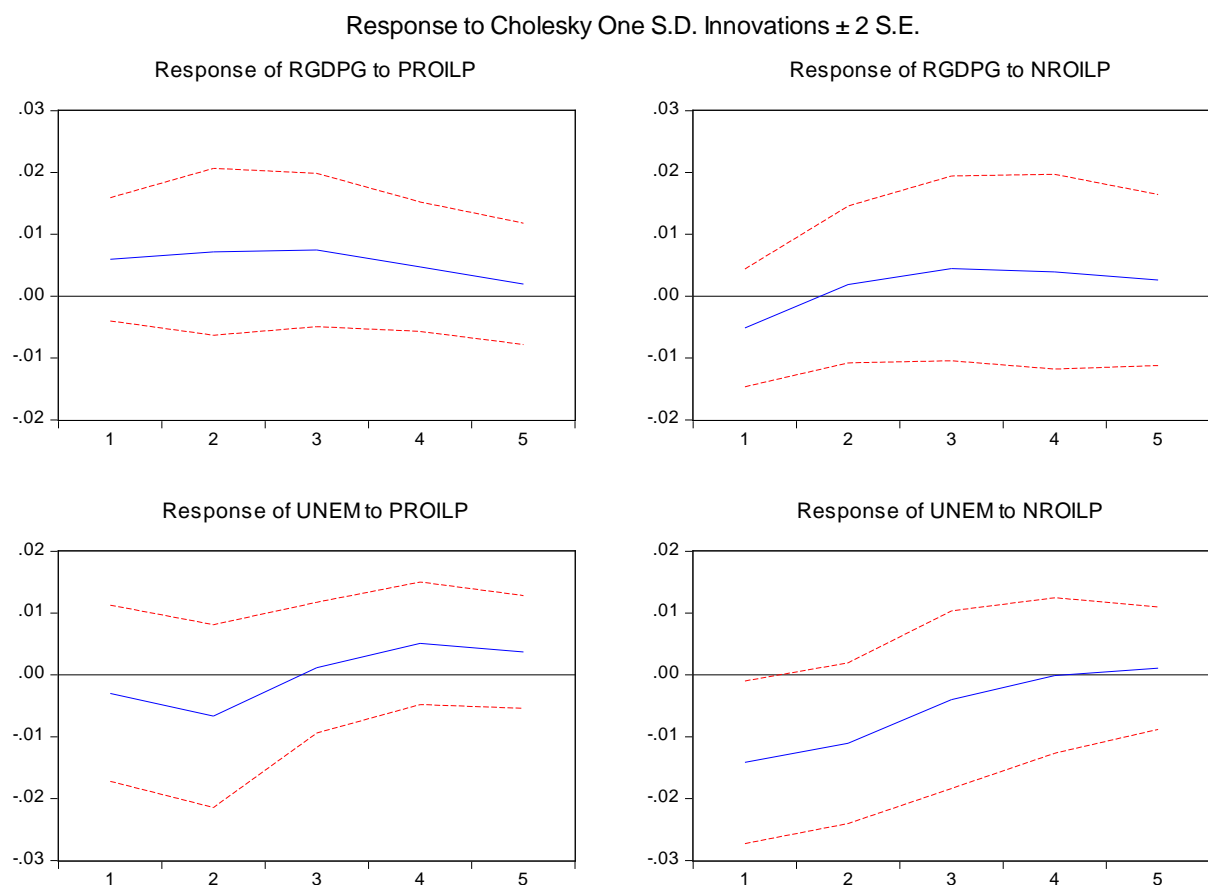 Response to Cholesky One S.D. Innovations ± 2 S.E.
Response of RGDPG to PROILP
.03
.02
.01
.00
-.01
-.02
1 2 3 4 5
Response of RGDPG to NROILP
.03
.02
.01
.00
-.01
-.02
1 2 3 4 5
Response of UNEM to PROILP
.02
.01
.00
-.01
-.02
-.03
1 2 3 4 5
Response of UNEM to NROILP
.02
.01
.00
-.01
-.02
-.03
1 2 3 4 5